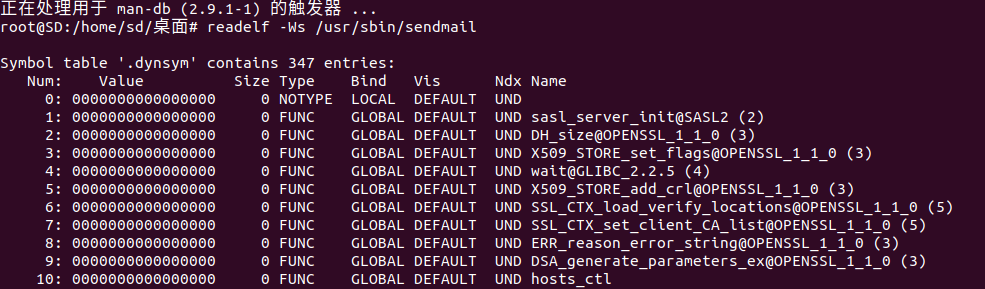 正在处理用于 man-db (2.9.1-1) 的触发器 ...
root@SD:/home/sd/桌面# readelf -Ws /usr/sbin/sendmail
Symbol table '.dynsym' contains 347 entries:
Num: Value Size Type Bind Vis Ndx Name
0: 0000000000000000 0 NOTYPE LOCAL DEFAULT UND
1: 0000000000000000 0 FUNC GLOBAL DEFAULT UND sasl_server_init@SASL2 (2)
2: 0000000000000000 0 FUNC GLOBAL DEFAULT UND DH_size@OPENSSL_1_1_0 (3)
3: 0000000000000000 0 FUNC GLOBAL DEFAULT UND X509_STORE_set_flags@OPENSSL_1_1_0 (3)
4: 0000000000000000 0 FUNC GLOBAL DEFAULT UND wait@GLIBC_2.2.5 (4)
5: 0000000000000000 0 FUNC GLOBAL DEFAULT UND X509_STORE_add_crl@OPENSSL_1_1_0 (3)
6: 0000000000000000 0 FUNC GLOBAL DEFAULT UND SSL_CTX_load_verify_locations@OPENSSL_1_1_0 (5)
7: 0000000000000000 0 FUNC GLOBAL DEFAULT UND SSL_CTX_set_client_CA_list@OPENSSL_1_1_0 (5)
8: 0000000000000000 0 FUNC GLOBAL DEFAULT UND ERR_reason_error_string@OPENSSL_1_1_0 (3)
9: 0000000000000000 0 FUNC GLOBAL DEFAULT UND DSA_generate_parameters_ex@OPENSSL_1_1_0 (3)
10: 0000000000000000 0 FUNC GLOBAL DEFAULT UND hosts_ctl